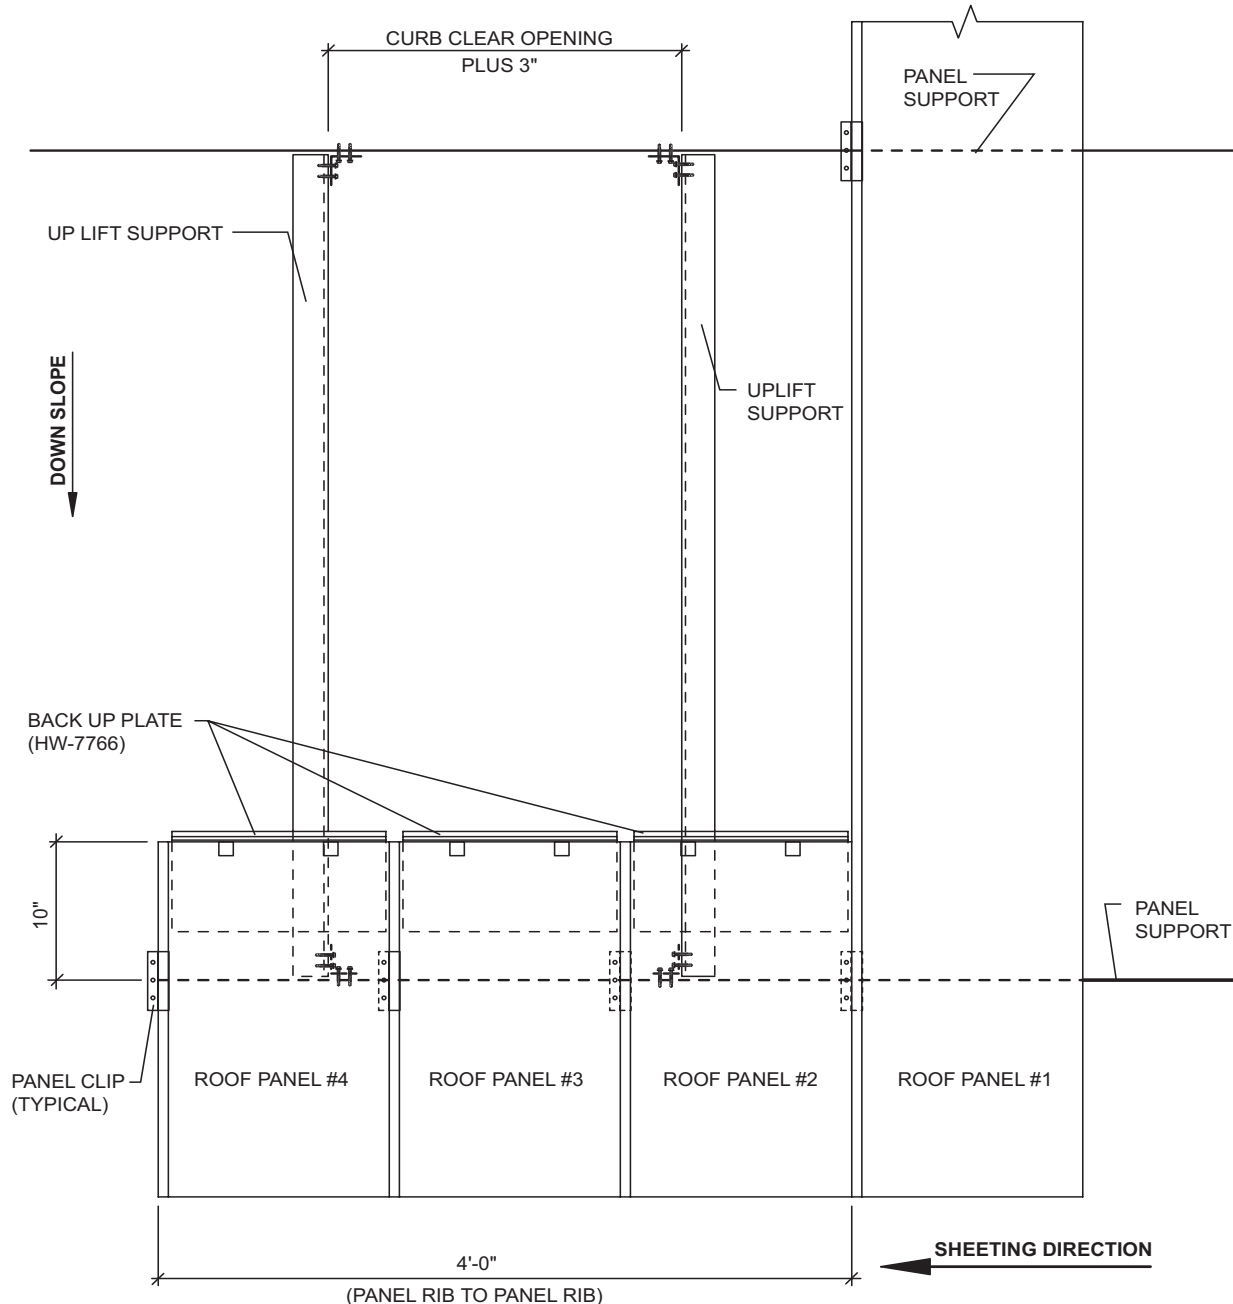 CURB CLEAR OPENING
PLUS 3"
PANEL
SUPPORT
UP LIFT SUPPORT
DOWN SLOPE
UPLIFT
SUPPORT
BACK UP PLATE
(HW-7766)
10"
PANEL
SUPPORT
PANEL CLIP
(TYPICAL)
ROOF PANEL #4
ROOF PANEL #3
ROOF PANEL #2
ROOF PANEL #1
SHEETING DIRECTION
4'-0"
(PANEL RIB TO PANEL RIB)